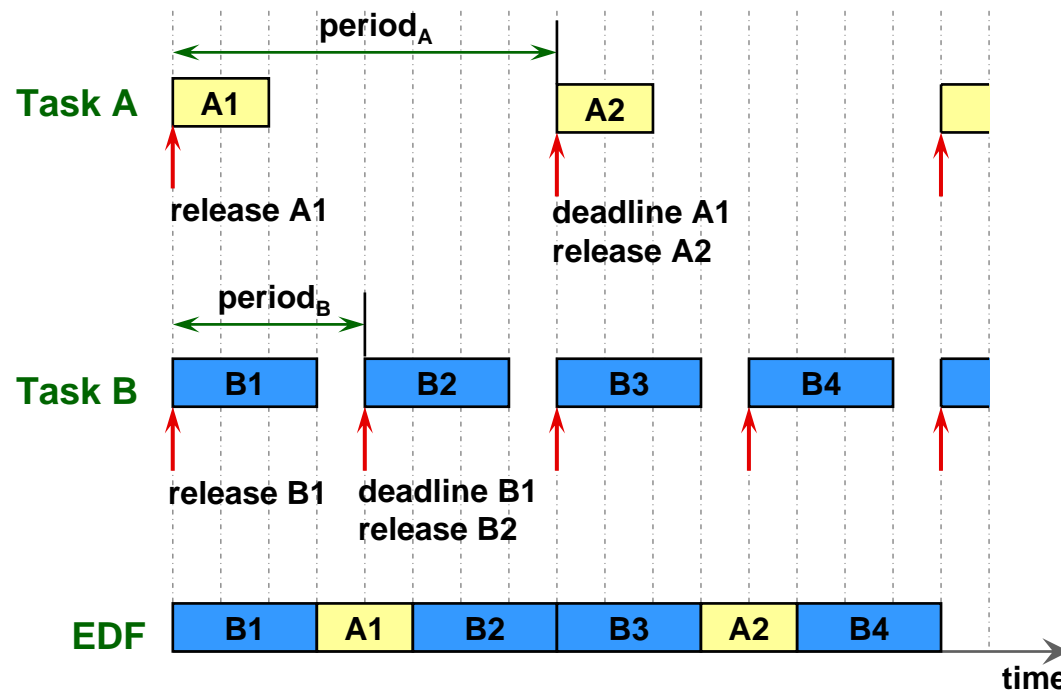 period_A
Task A
A1
A2
release A1
deadline A1
release A2
period_B
Task B
B1
B2
B3
B4
release B1
deadline B1
release B2
EDF
B1
A1
B2
B3
A2
B4
time